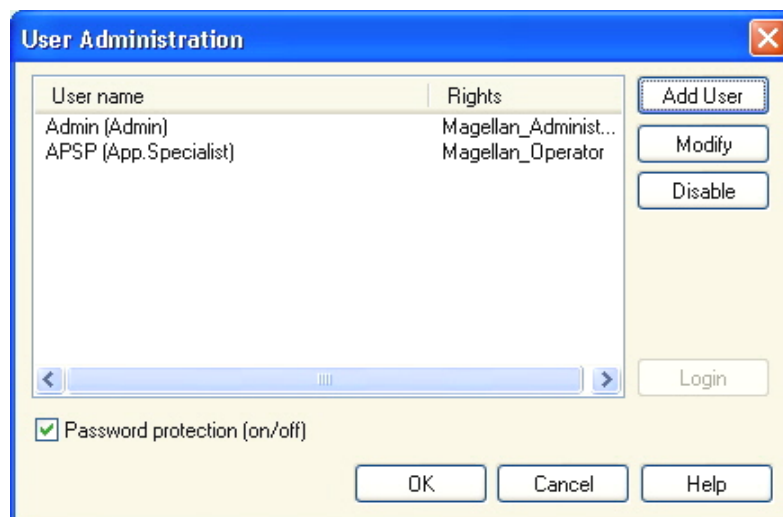 User Administration
User name Rights
Admin (Admin) Magellan_Administ...
APSP (App.Specialist) Magellan_Operator
Add User
Modify
Disable
Login
Password protection (on/off)
OK Cancel Help